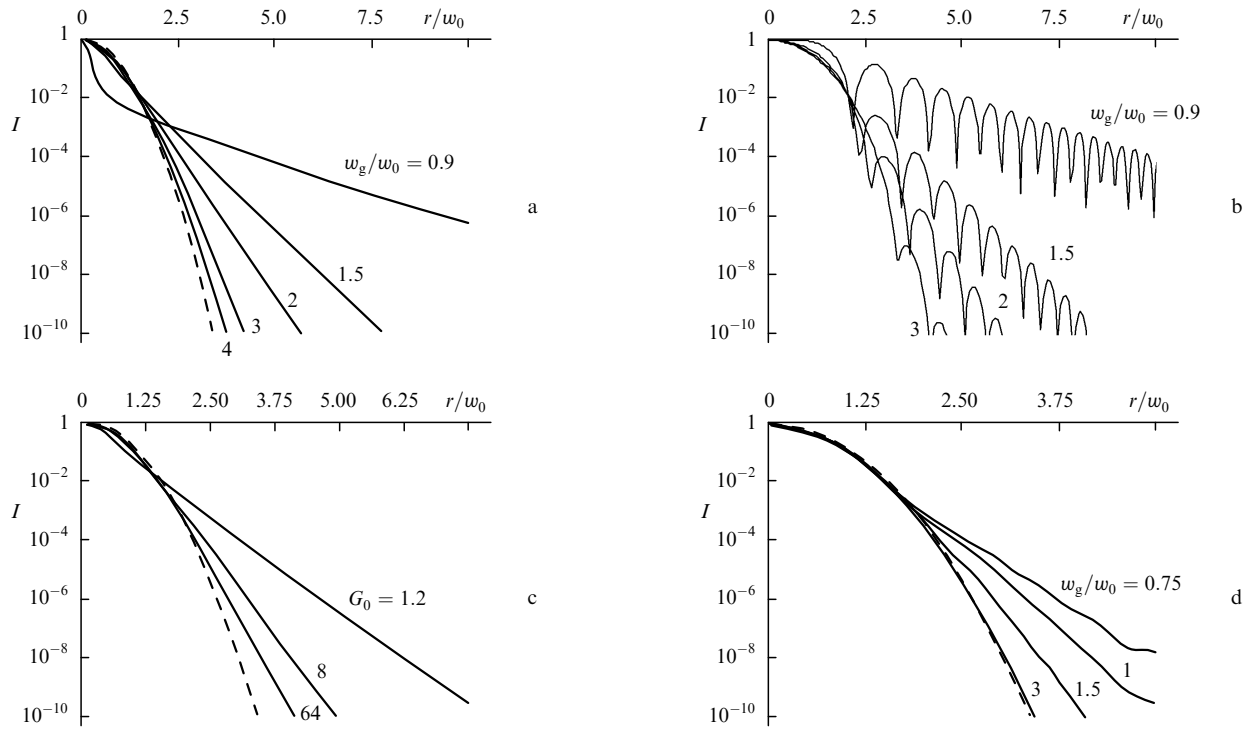 0 2.5 5.0 7.5 r/w₀
1
10⁻²
I
10⁻⁴
w_g/w₀ = 0.9
10⁻⁶
a
10⁻⁸
1.5
2
10⁻¹⁰
3
4
0 2.5 5.0 7.5 r/w₀
1
10⁻²
w_g/w₀ = 0.9
I
10⁻⁴
10⁻⁶
b
1.5
10⁻⁸
2
10⁻¹⁰
3
0 1.25 2.50 3.75 5.00 6.25 r/w₀
1
10⁻²
I
10⁻⁴
G₀ = 1.2
10⁻⁶
c
10⁻⁸
8
10⁻¹⁰
64
0 1.25 2.50 3.75 r/w₀
1
10⁻²
I
10⁻⁴
w_g/w₀ = 0.75
10⁻⁶
d
10⁻⁸
1
3
1.5
10⁻¹⁰